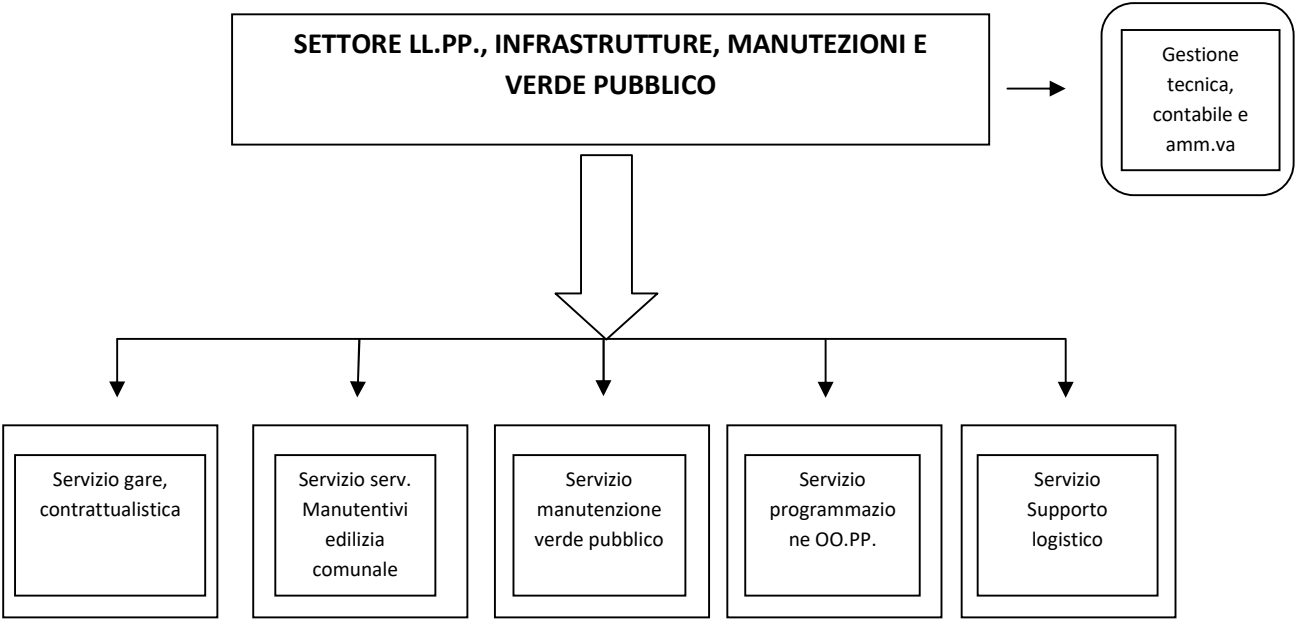 SETTORE LL.PP., INFRASTRUTTURE, MANUTEZIONI E
VERDE PUBBLICO
Gestione
tecnica,
contabile e
amm.va
Servizio gare,
contrattualistica
Servizio serv.
Manutentivi
edilizia
comunale
Servizio
manutenzione
verde pubblico
Servizio
programmazio
ne OO.PP.
Servizio
Supporto
logistico